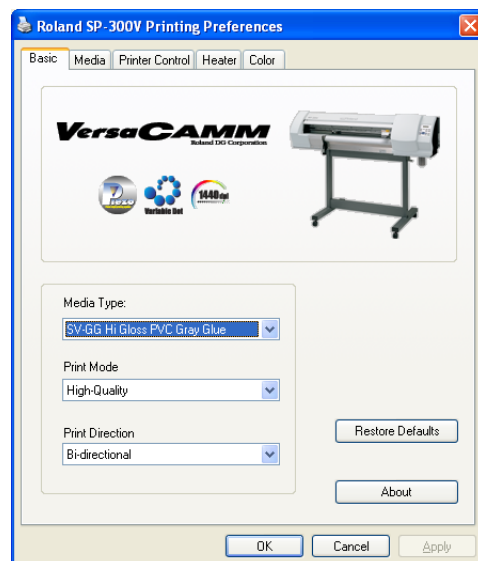 Roland SP-300V Printing Preferences
Basic Media Printer Control Heater Color
VersaCAMM
Roland DG Corporation
Piezo Variable Dot 1440 dpi
Media Type:
SV-GG Hi Gloss PVC Gray Glue
Print Mode
High-Quality
Print Direction
Bi-directional
Restore Defaults
About
OK Cancel Apply